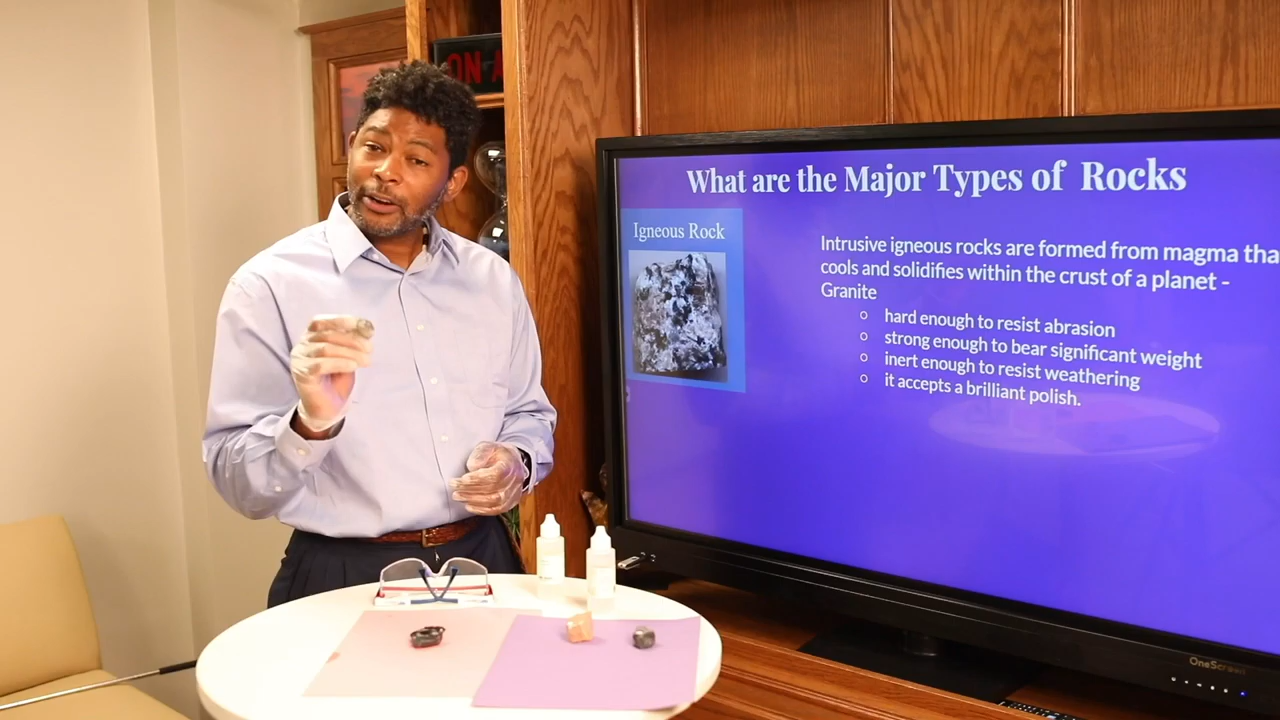 ON A
What are the Major Types of Rocks
Igneous Rock
Intrusive igneous rocks are formed from magma tha
cools and solidifies within the crust of a planet -
Granite
o hard enough to resist abrasion
o strong enough to bear significant weight
o inert enough to resist weathering
o it accepts a brilliant polish.
OneScreen